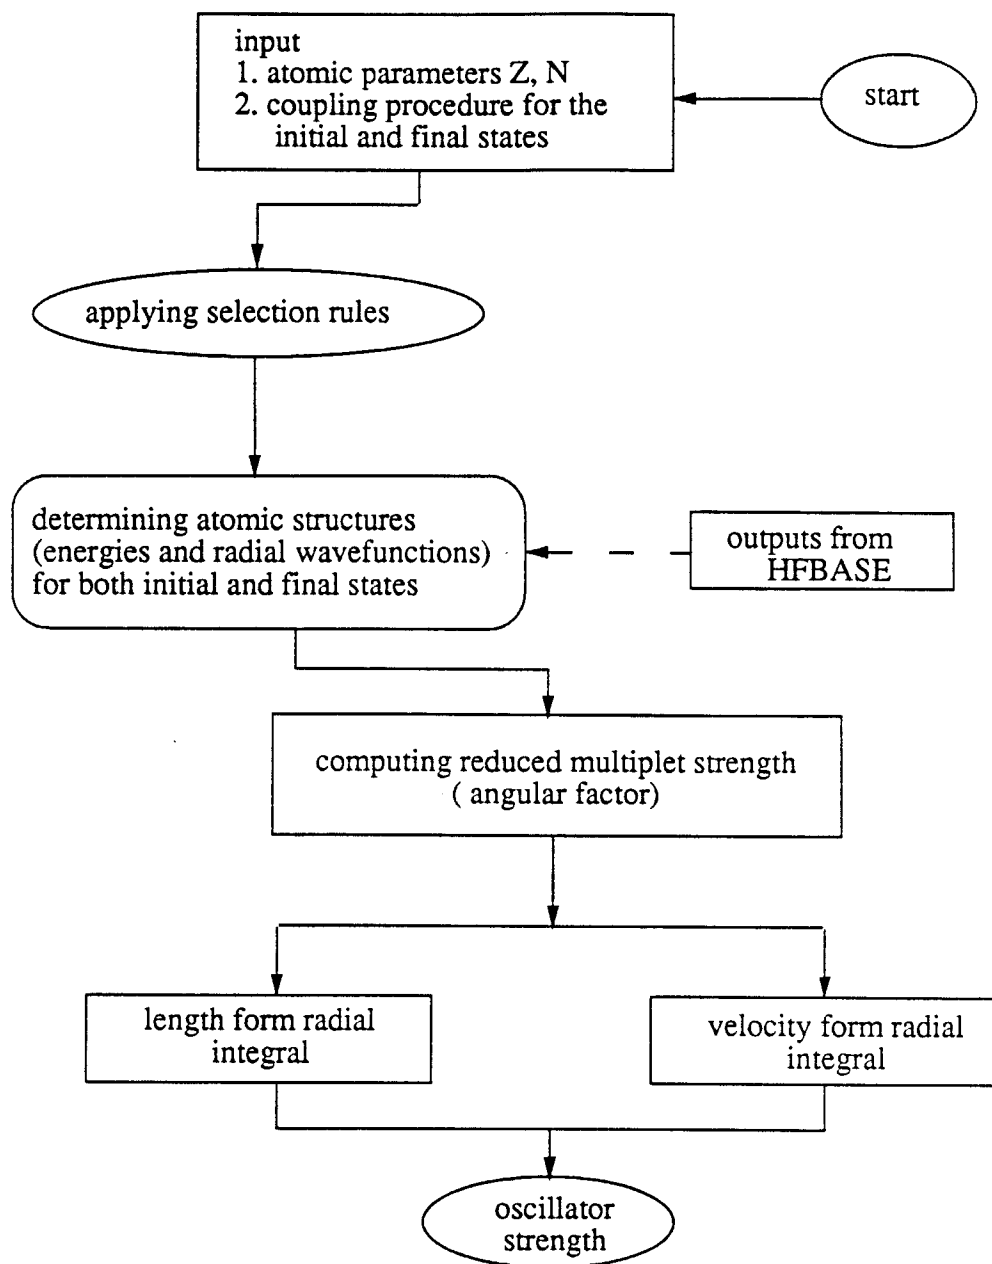 input
1. atomic parameters Z, N
2. coupling procedure for the
initial and final states
start
applying selection rules
determining atomic structures
(energies and radial wavefunctions)
for both initial and final states
outputs from
HFBASE
computing reduced multiplet strength
( angular factor)
length form radial
integral
velocity form radial
integral
oscillator
strength